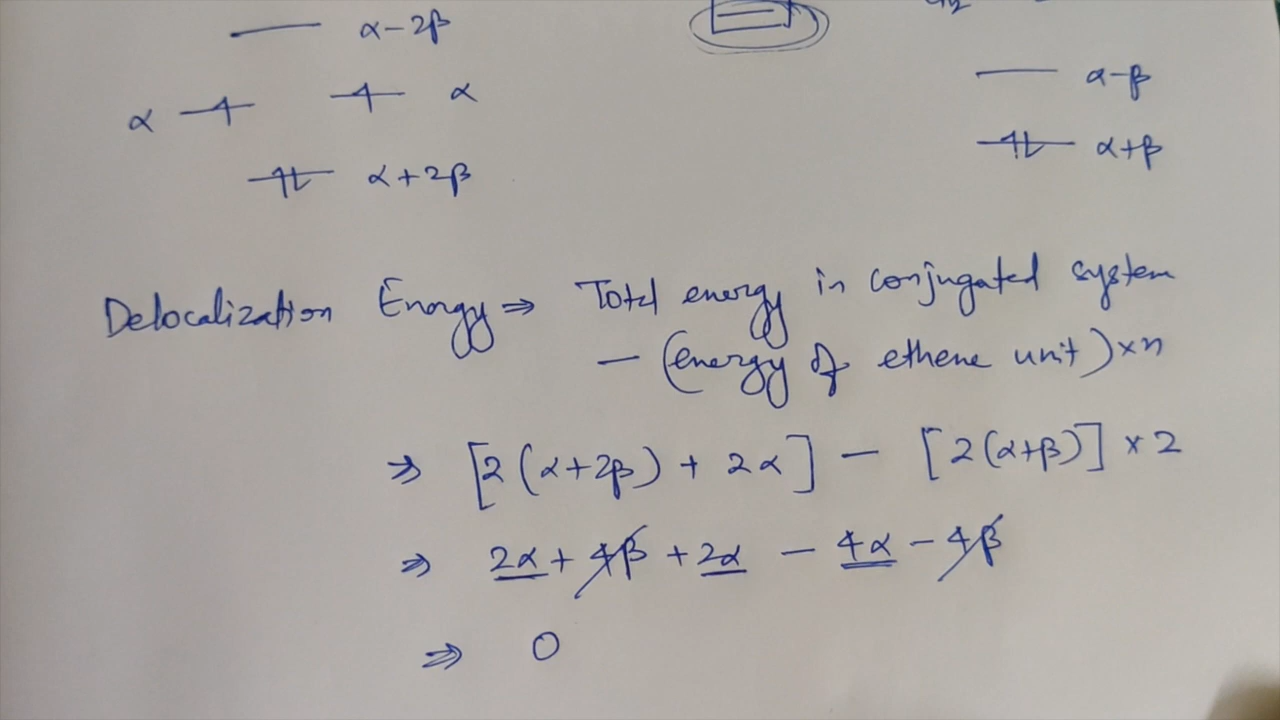 α-2β
α α
α+2β
α-β
α+β
Delocalization Energy ⇒ Total energy in conjugated system
- (energy of ethene unit) × n
⇒ [2(α+2β) + 2α] - [2(α+β)] × 2
⇒ 2α + 4β + 2α - 4α - 4β
⇒ 0